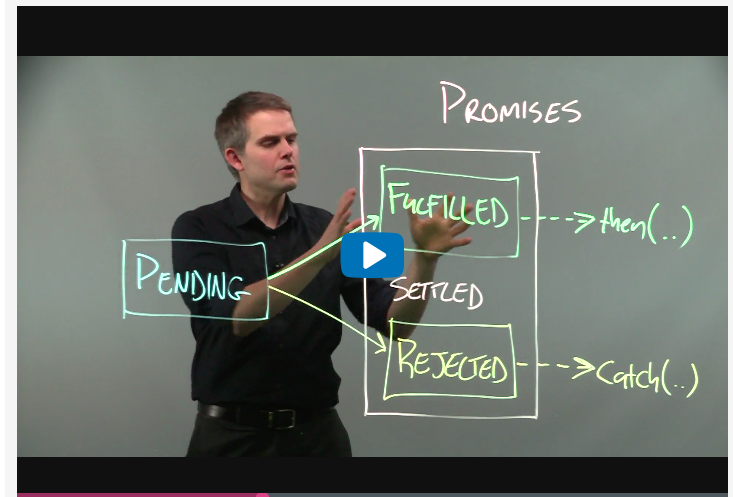 PROMISES
FULFILLED
then(..)
PENDING
SETTLED
REJECTED
Catch(..)